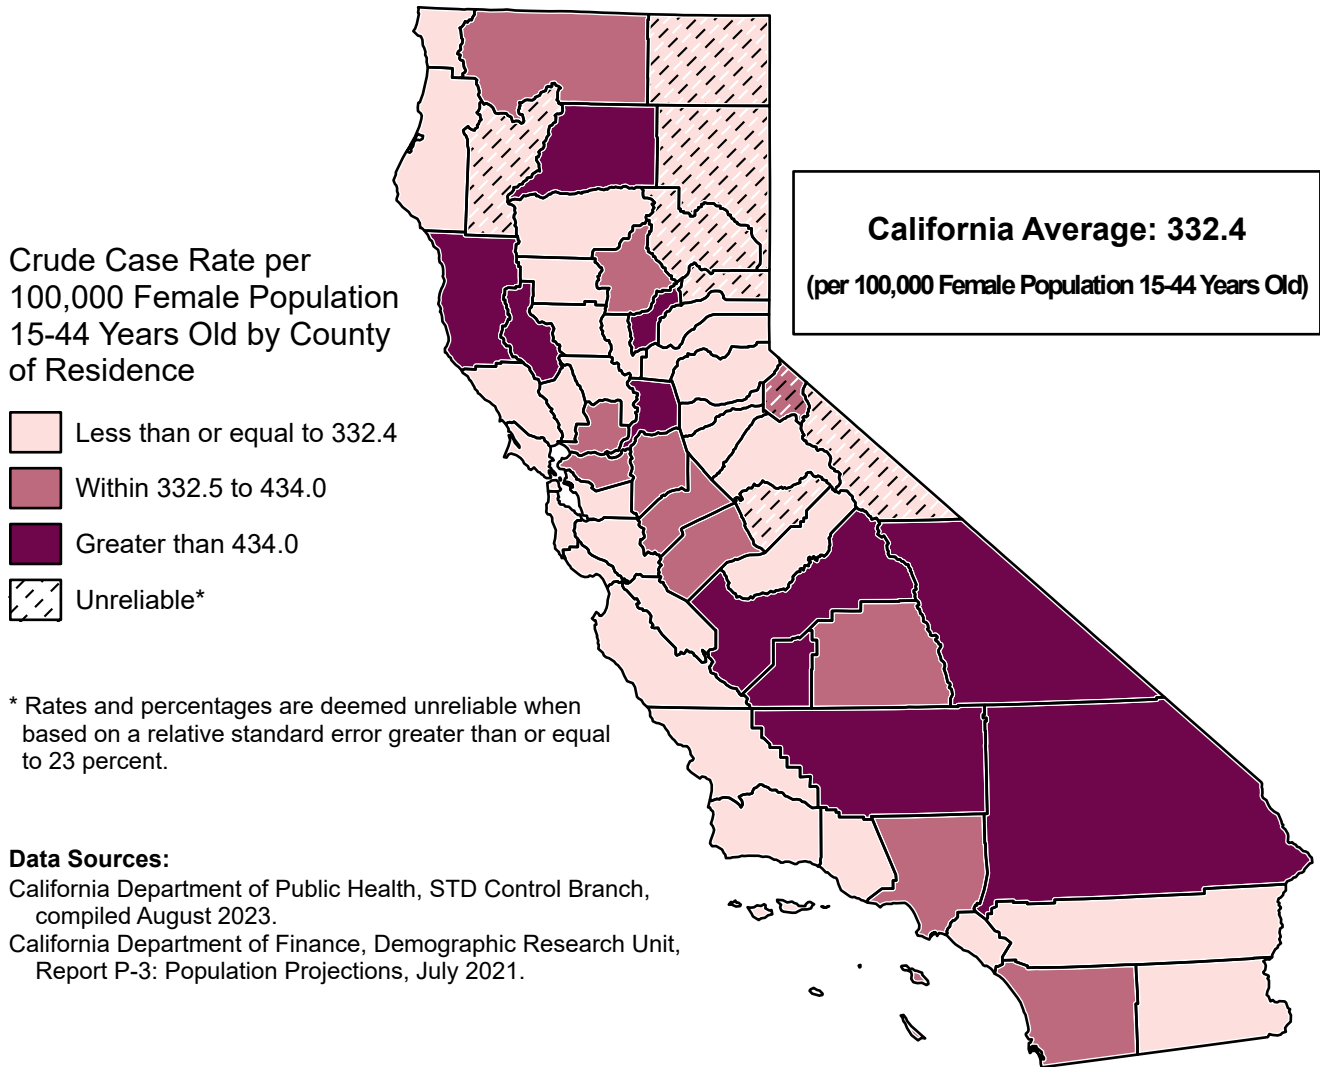 California Average: 332.4
(per 100,000 Female Population 15-44 Years Old)
Crude Case Rate per
100,000 Female Population
15-44 Years Old by County
of Residence
Less than or equal to 332.4
Within 332.5 to 434.0
Greater than 434.0
Unreliable*
* Rates and percentages are deemed unreliable when
based on a relative standard error greater than or equal
to 23 percent.
Data Sources:
California Department of Public Health, STD Control Branch,
compiled August 2023.
California Department of Finance, Demographic Research Unit,
Report P-3: Population Projections, July 2021.